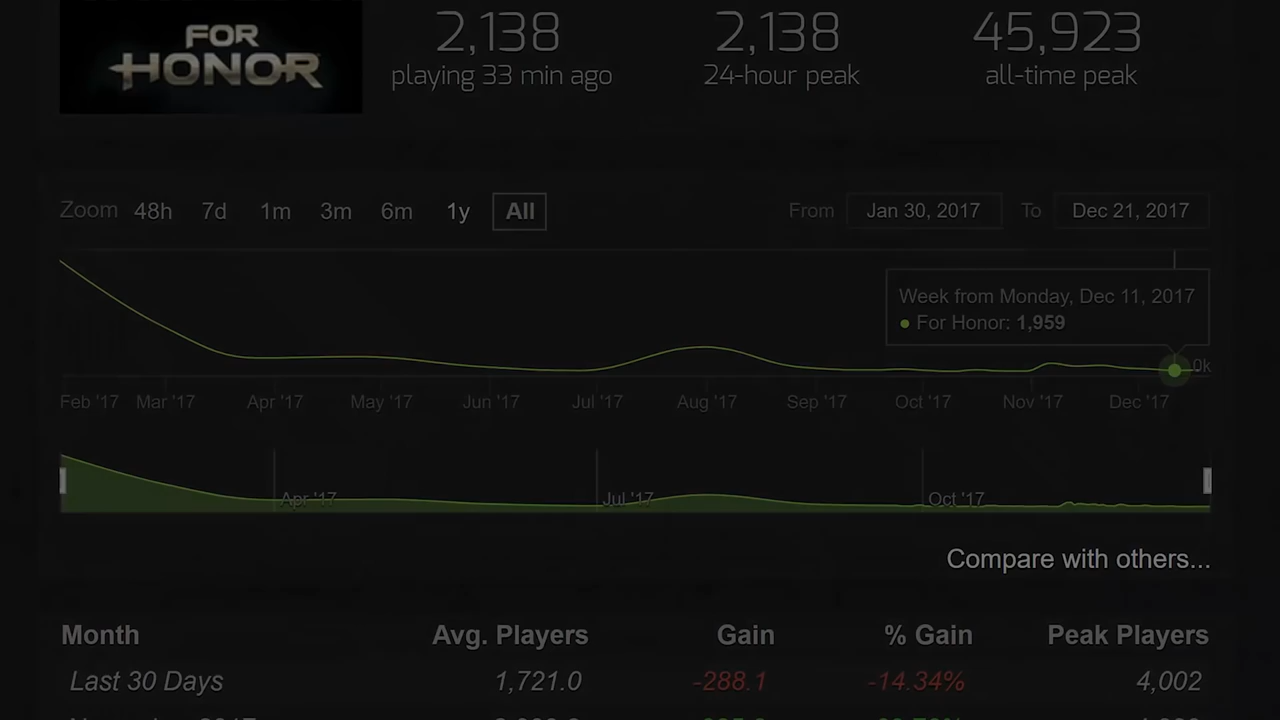 FOR
HONOR
2,138 2,138 45,923
playing 33 min ago 24-hour peak all-time peak
Zoom 48h 7d 1m 3m 6m 1y All From Jan 30, 2017 To Dec 21, 2017
Week from Monday, Dec 11, 2017
For Honor: 1,959
0k
Feb '17 Mar '17 Apr '17 May '17 Jun '17 Jul '17 Aug '17 Sep '17 Oct '17 Nov '17 Dec '17
Apr '17 Jul '17 Oct '17
Compare with others...
Month Avg. Players Gain % Gain Peak Players
Last 30 Days 1,721.0 -288.1 -14.34% 4,002